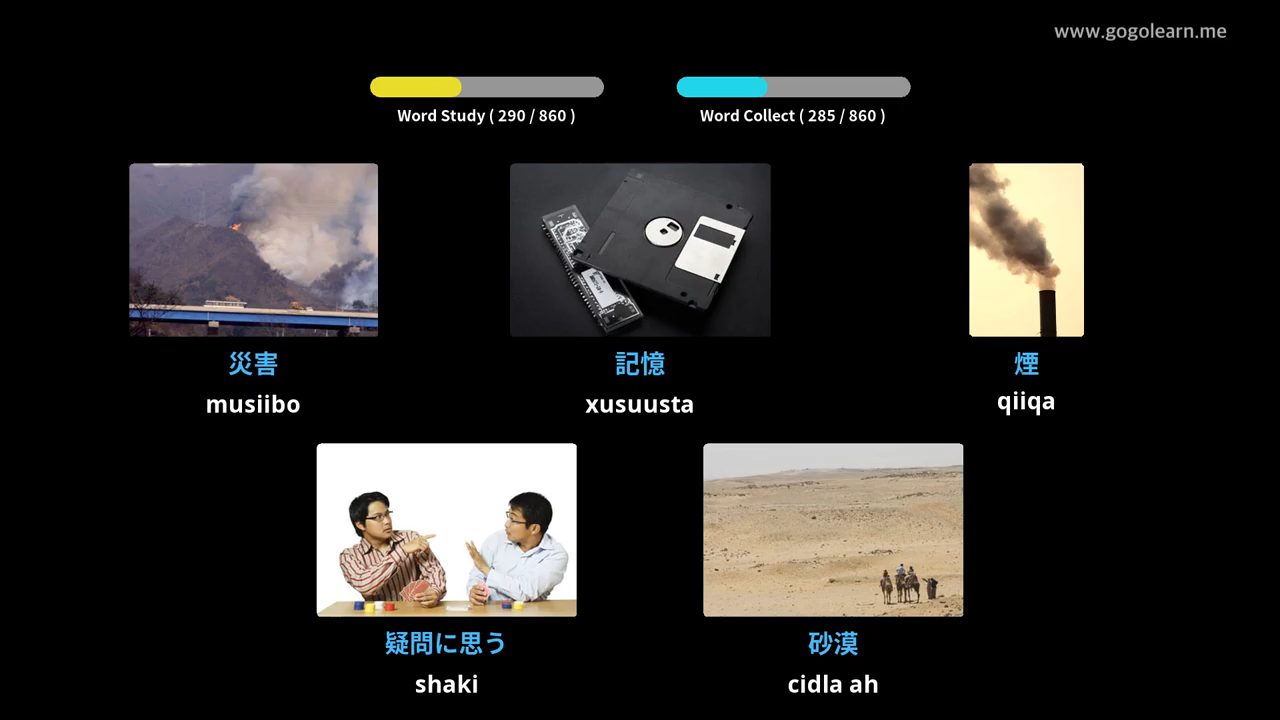 www.gogolearn.me
Word Study ( 290 / 860 )
Word Collect ( 285 / 860 )
災害
musiibo
記憶
xusuusta
煙
qiiqa
疑問に思う
shaki
砂漠
cidla ah